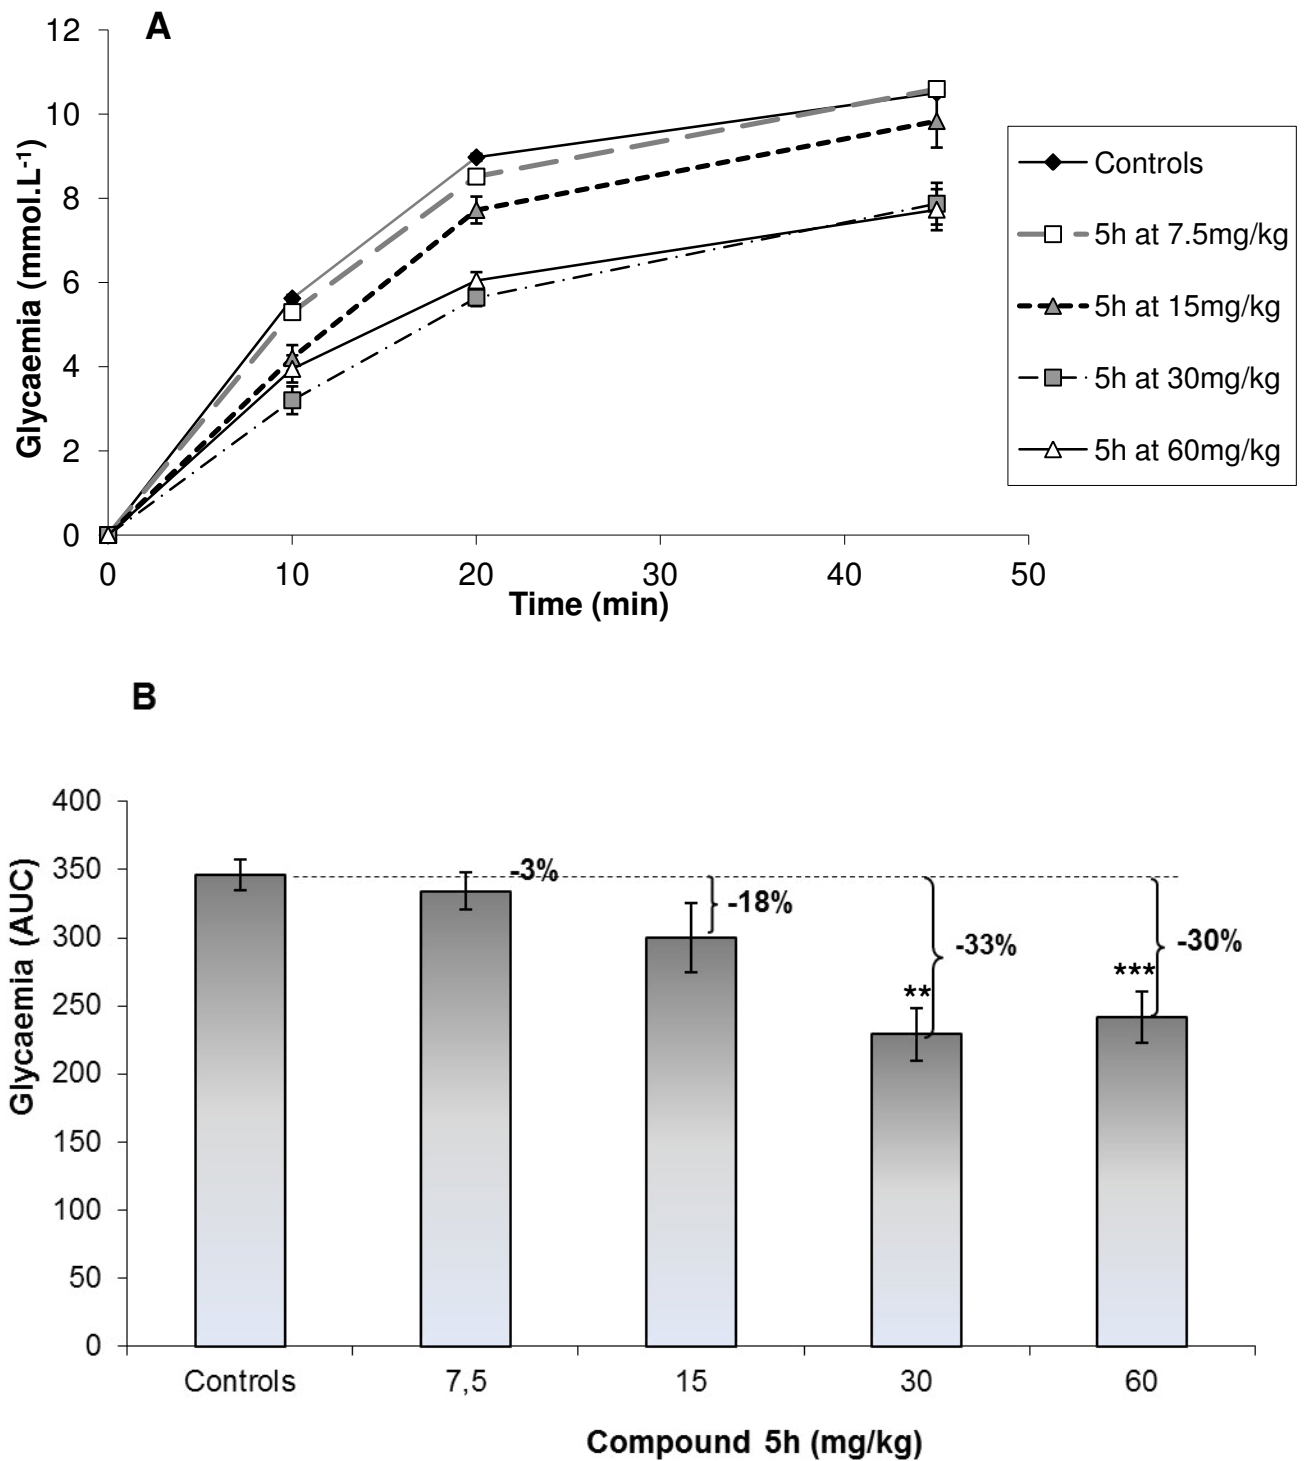 A
12
10
8
6
4
2
0
Glycaemia (mmol.L-1)
0 10 20 30 40 50
Time (min)
Controls
5h at 7.5mg/kg
5h at 15mg/kg
5h at 30mg/kg
5h at 60mg/kg
B
400
350
300
250
200
150
100
50
0
Glycaemia (AUC)
-3%
-18%
-33%
-30%
**
***
Controls 7,5 15 30 60
Compound 5h (mg/kg)